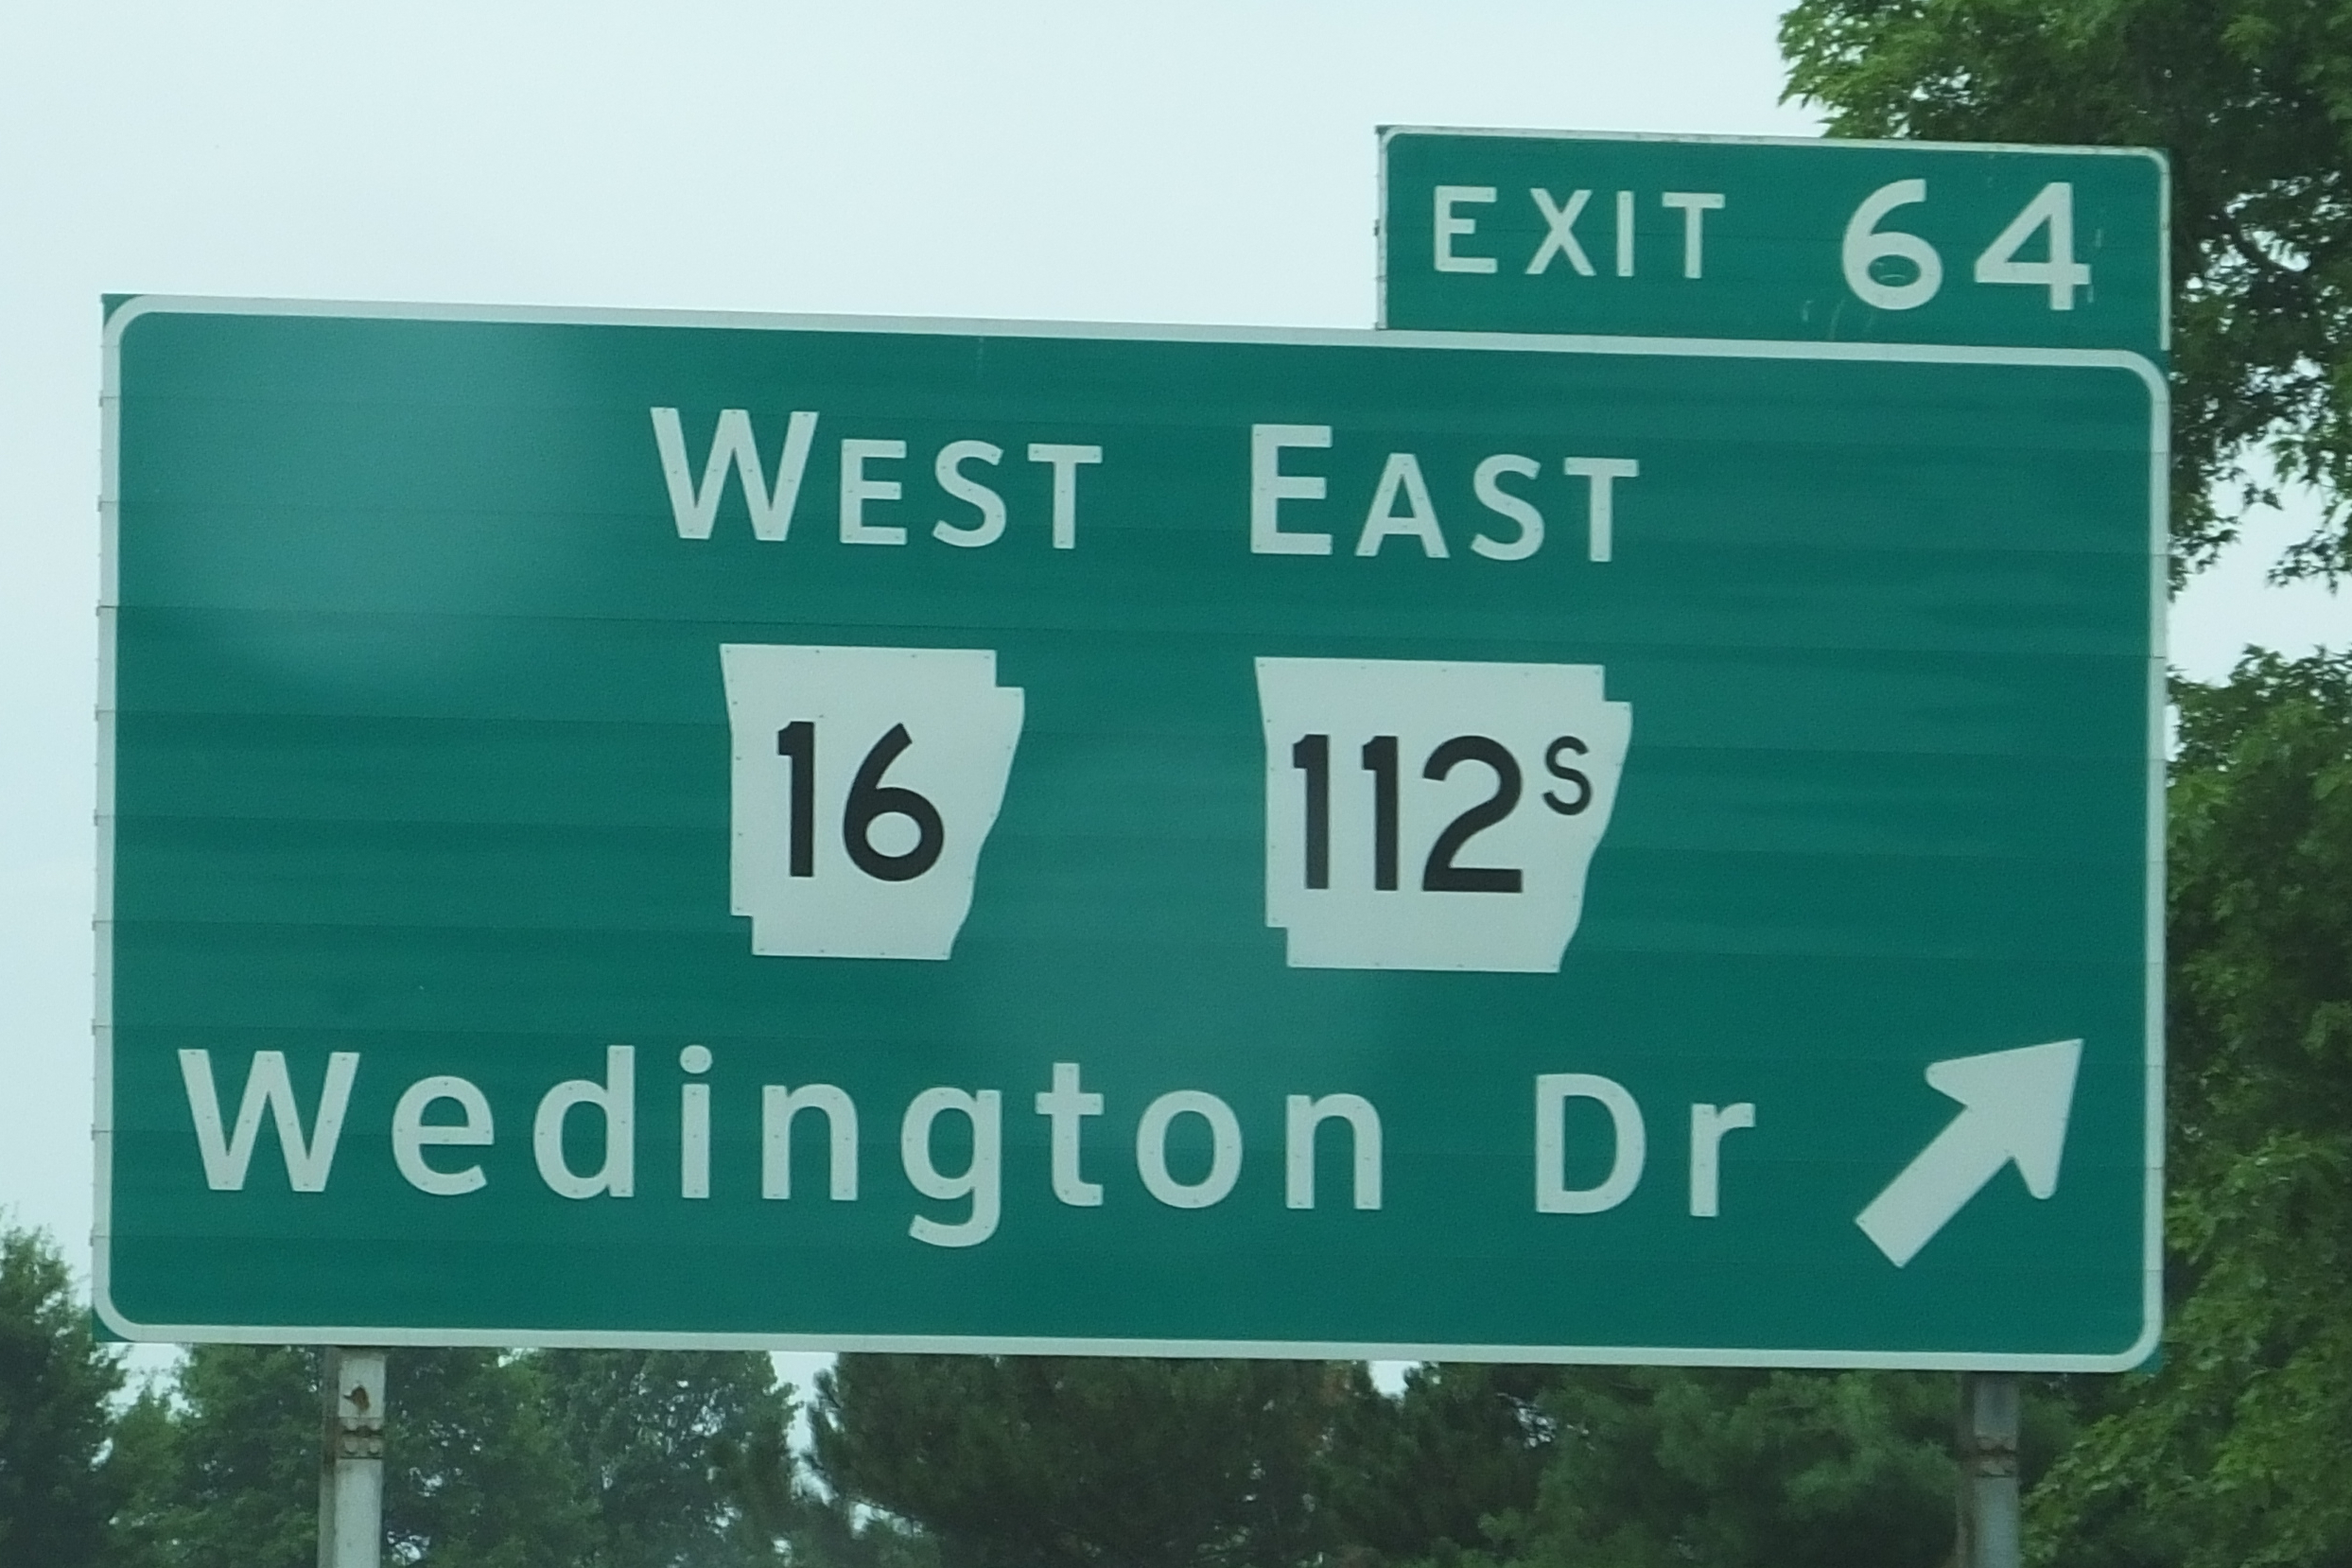 EXIT 64
WEST EAST
16 112S
Wedington Dr